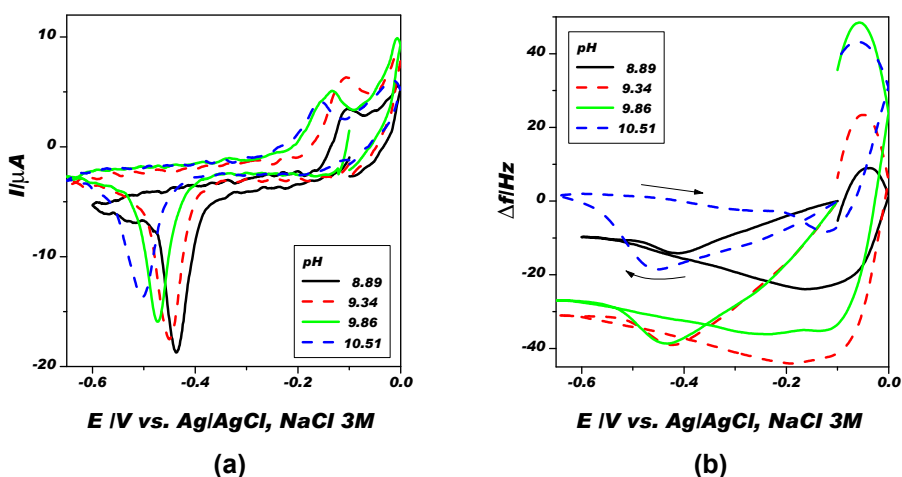 10
0
-10
-20
I/μA
-0.6 -0.4 -0.2 0.0
E /V vs. Ag/AgCl, NaCl 3M
pH
8.89
9.34
9.86
10.51
(a)
40
20
0
-20
-40
Δf/Hz
pH
8.89
9.34
9.86
10.51
-0.6 -0.4 -0.2 0.0
E /V vs. Ag/AgCl, NaCl 3M
(b)